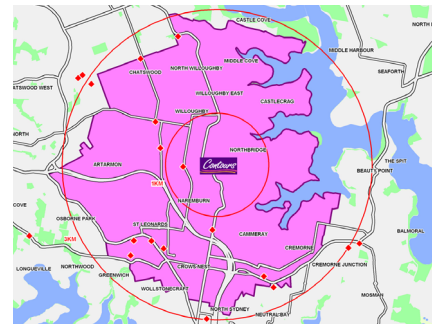 CASTLE COVE
NORTH
MIDDLE HARBOUR
NORTH WILLOUGHBY
MIDDLE COVE
CHATSWOOD
SEAFORTH
ATSWOOD WEST
WILLOUGHBY EAST
CASTLECRAG
WILLOUGHBY
NORTH
NORTHBRIDGE
THE SPIT
ARTARMON
Contours
BEAUTY POINT
1KM
NAREMBURN
COVE
OSBORNE PARK
ST LEONARDS
CAMMERAY
BALMORAL
3KM
CREMORNE
NORTHWOOD
CROWS NEST
CREMORNE JUNCTION
LONGUEVILLE
GREENWICH
WOLLSTONECRAFT
MOSMAN
NORTH SYDNEY
NEUTRAL BAY